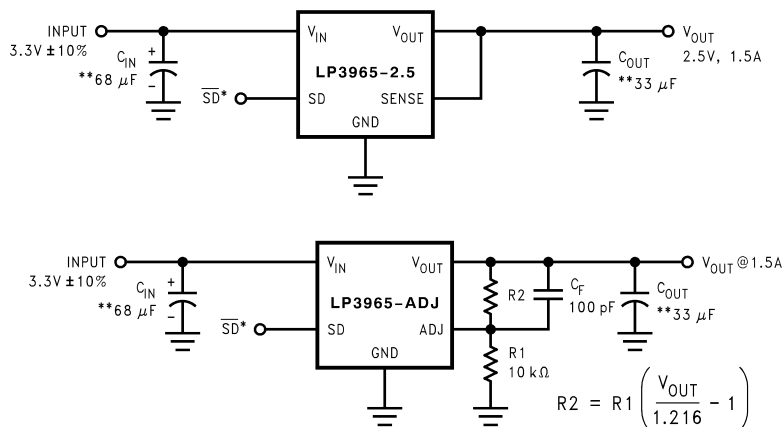 INPUT
3.3V ±10%
C_IN
+
**68 μF
−
V_IN
V_OUT
LP3965-2.5
S̅D̅*
SD
SENSE
GND
C_OUT
**33 μF
V_OUT
2.5V, 1.5A
INPUT
3.3V ±10%
C_IN
+
**68 μF
−
V_IN
V_OUT
LP3965-ADJ
S̅D̅*
SD
ADJ
GND
R2
C_F
100 pF
R1
10 kΩ
C_OUT
**33 μF
V_OUT @1.5A
R2 = R1 (V_OUT / 1.216 - 1)